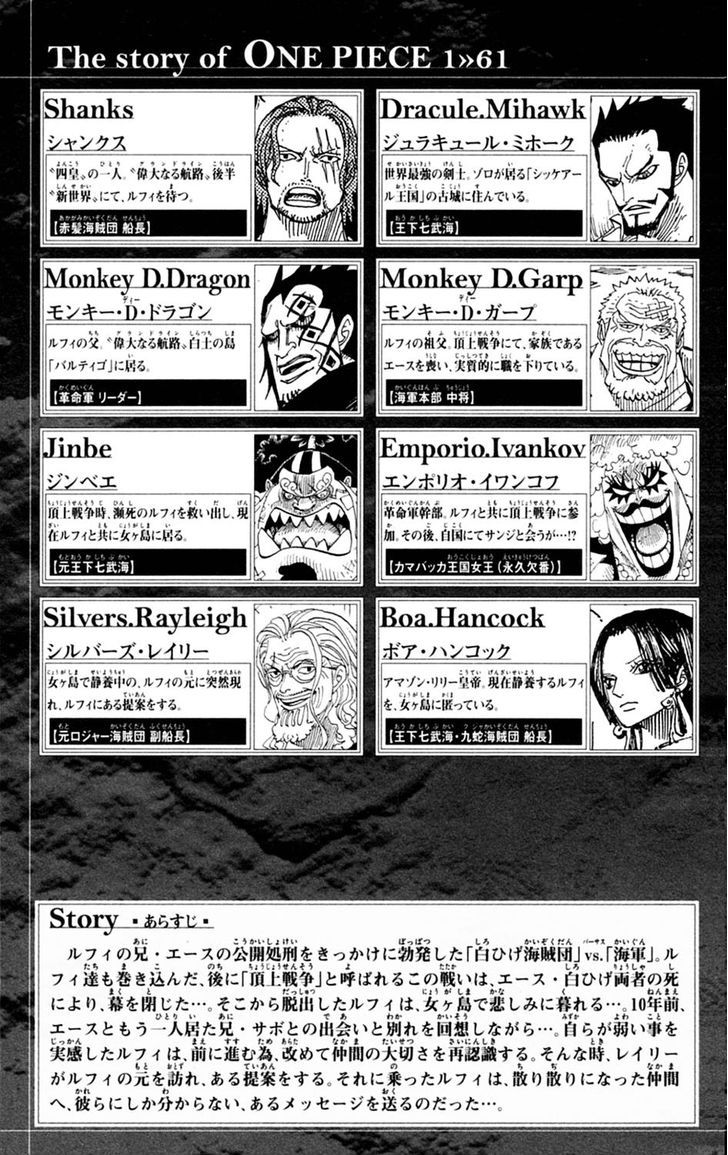 The story of ONE PIECE 1»61
Shanks
シャンクス
〝四皇〟の一人。〝偉大なる航路〟後半
〝新世界〟にて、ルフィを待つ。
【赤髪海賊団 船長】
Dracule.Mihawk
ジュラキュール・ミホーク
世界最強の剣士。ゾロが居る「シッケアー
ル王国」の古城に住んでいる。
【王下七武海】
Monkey D.Dragon
モンキー・D・ドラゴン
ルフィの父。〝偉大なる航路〟白土の島
「バルティゴ」に居る。
【革命軍 リーダー】
Monkey D.Garp
モンキー・D・ガープ
ルフィの祖父。頂上戦争にて、家族である
エースを喪い、実質的に職を下りている。
【海軍本部 中将】
Jinbe
ジンベエ
頂上戦争時、瀕死のルフィを救い出し、現
在ルフィと共に女ヶ島に居る。
【元王下七武海】
Emporio.Ivankov
エンポリオ・イワンコフ
革命軍幹部。ルフィと共に頂上戦争に参
加。その後、自国にてサンジと会うが…!?
【カマバッカ王国女王(永久欠番)】
Silvers.Rayleigh
シルバーズ・レイリー
女ヶ島で静養中の、ルフィの元に突然現
れ、ルフィにある提案をする。
【元ロジャー海賊団 副船長】
Boa.Hancock
ボア・ハンコック
アマゾン・リリー皇帝。現在静養するルフィ
を、女ヶ島に匿っている。
【王下七武海・九蛇海賊団 船長】
Story ・あらすじ・
ルフィの兄・エースの公開処刑をきっかけに勃発した「白ひげ海賊団」vs.「海軍」。ル
フィ達も巻き込んだ、後に「頂上戦争」と呼ばれるこの戦いは、エース・白ひげ両者の死
により、幕を閉じた…。そこから脱出したルフィは、女ヶ島で悲しみに暮れる…。10年前、
エースともう一人居た兄・サボとの出会いと別れを回想しながら…。自らが弱い事を
実感したルフィは、前に進む為、改めて仲間の大切さを再認識する。そんな時、レイリー
がルフィの元を訪れ、ある提案をする。それに乗ったルフィは、散り散りになった仲間
へ、彼らにしか分からない、あるメッセージを送るのだった…。